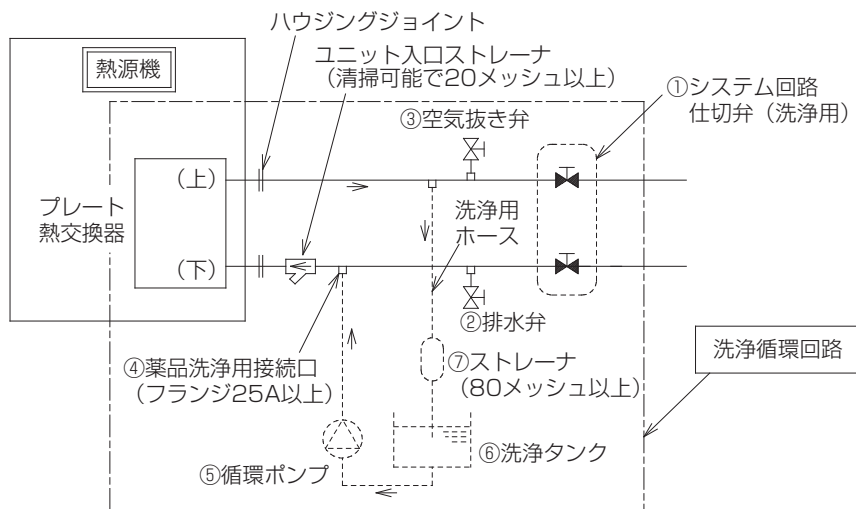 ハウジングジョイント
熱源機
ユニット入口ストレーナ
（清掃可能で20メッシュ以上）
①システム回路
仕切弁（洗浄用）
③空気抜き弁
（上）
プレート
熱交換器
洗浄用
ホース
（下）
②排水弁
④薬品洗浄用接続口
（フランジ25A以上）
⑦ストレーナ
（80メッシュ以上）
洗浄循環回路
⑥洗浄タンク
⑤循環ポンプ